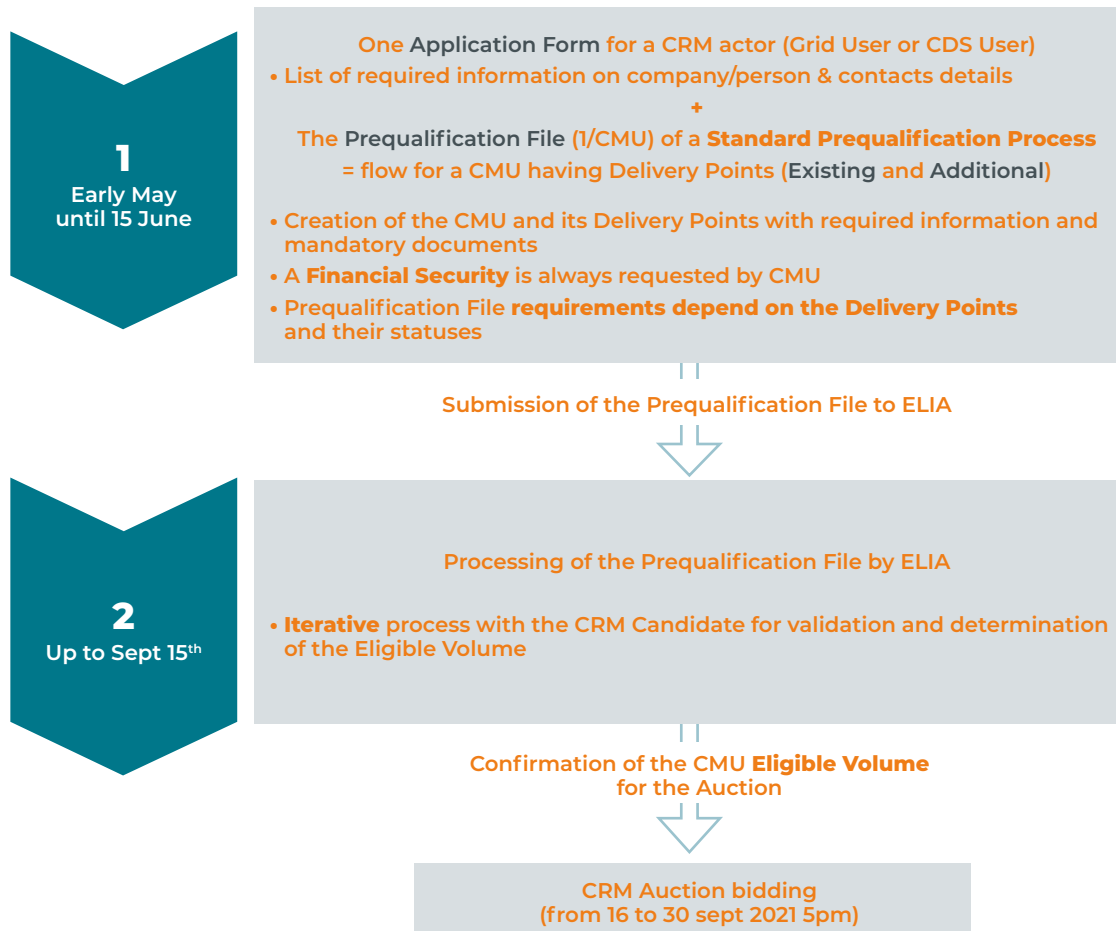 One Application Form for a CRM actor (Grid User or CDS User)
• List of required information on company/person & contacts details
+
The Prequalification File (1/CMU) of a Standard Prequalification Process
= flow for a CMU having Delivery Points (Existing and Additional)
1
Early May
until 15 June
• Creation of the CMU and its Delivery Points with required information and
mandatory documents
• A Financial Security is always requested by CMU
• Prequalification File requirements depend on the Delivery Points
and their statuses
Submission of the Prequalification File to ELIA
2
Up to Sept 15th
Processing of the Prequalification File by ELIA
• Iterative process with the CRM Candidate for validation and determination
of the Eligible Volume
Confirmation of the CMU Eligible Volume
for the Auction
CRM Auction bidding
(from 16 to 30 sept 2021 5pm)